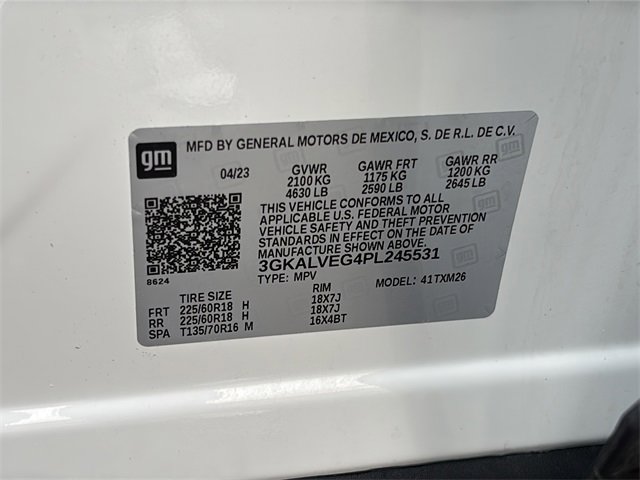 gm
MFD BY GENERAL MOTORS DE MEXICO, S. DE R.L. DE C.V.
04/23 GVWR GAWR FRT GAWR RR
2100 KG 1175 KG 1200 KG
4630 LB 2590 LB 2645 LB
THIS VEHICLE CONFORMS TO ALL
APPLICABLE U.S. FEDERAL MOTOR
VEHICLE SAFETY AND THEFT PREVENTION
STANDARDS IN EFFECT ON THE DATE OF
MANUFACTURE SHOWN ABOVE.
3GKALVEG4PL245531
8624 TYPE: MPV MODEL: 41TXM26
TIRE SIZE RIM
FRT 225/60R18 H 18X7J
RR 225/60R18 H 18X7J
SPA T135/70R16 M 16X4BT